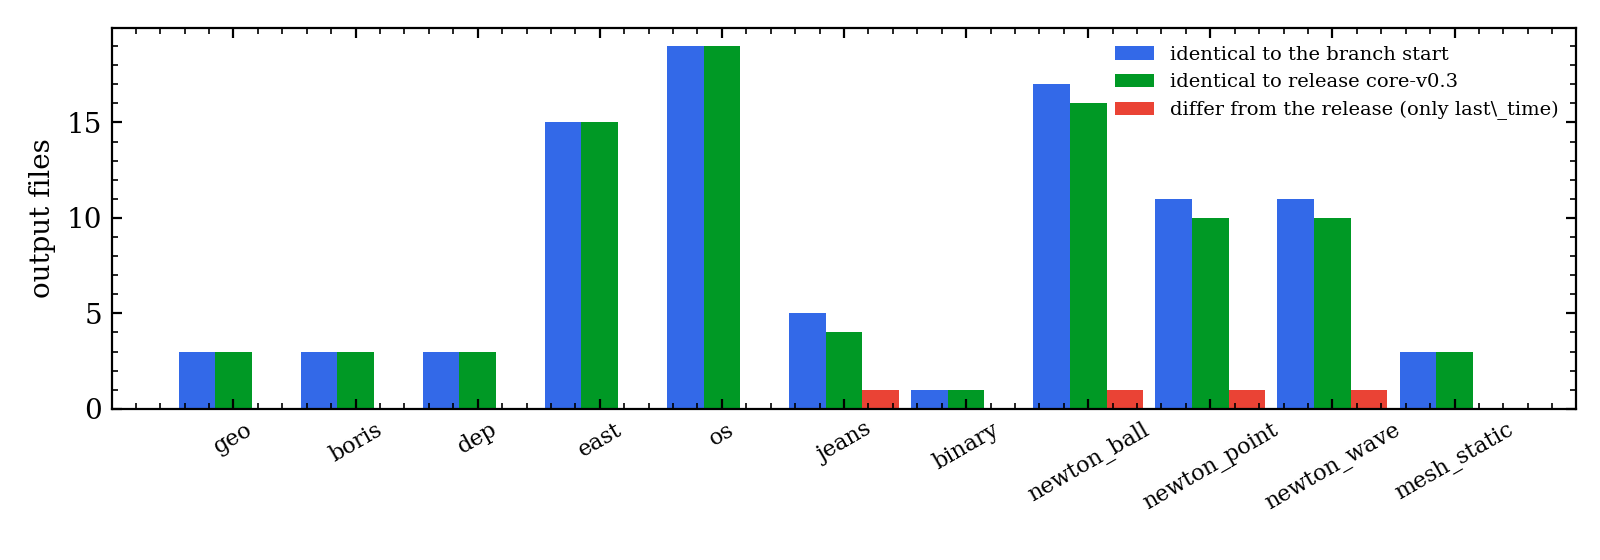 identical to the branch start
identical to release core-v0.3
differ from the release (only last\_time)
output files
15
10
5
0
geo
boris
dep
east
os
jeans
binary
newton_ball
newton_point
newton_wave
mesh_static